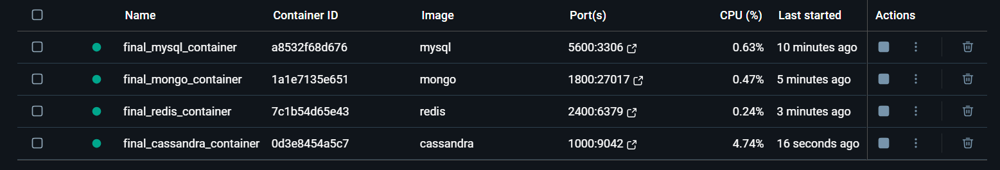 Name Container ID Image Port(s) CPU (%) Last started Actions
final_mysql_container a8532f68d676 mysql 5600:3306 0.63% 10 minutes ago
final_mongo_container 1a1e7135e651 mongo 1800:27017 0.47% 5 minutes ago
final_redis_container 7c1b54d65e43 redis 2400:6379 0.24% 3 minutes ago
final_cassandra_container 0d3e8454a5c7 cassandra 1000:9042 4.74% 16 seconds ago